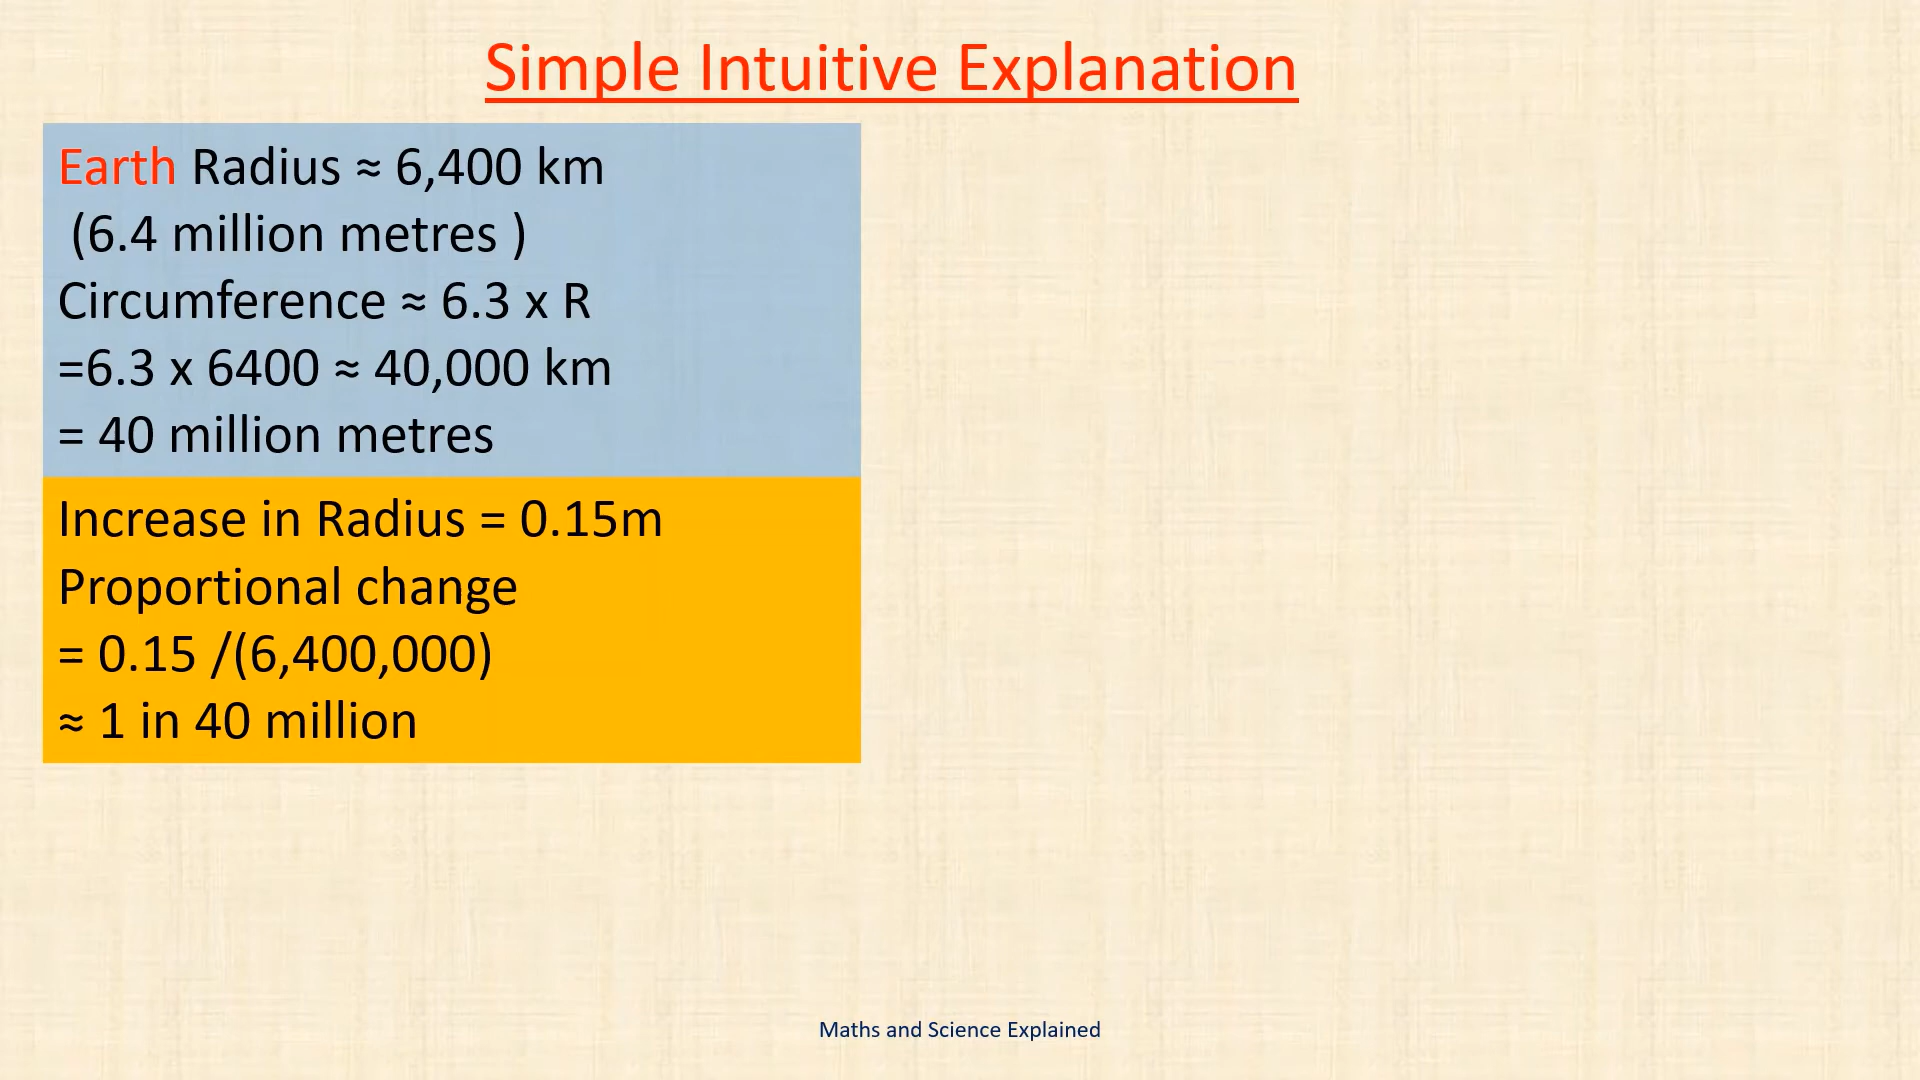 Simple Intuitive Explanation
Earth Radius ≈ 6,400 km
(6.4 million metres )
Circumference ≈ 6.3 x R
=6.3 x 6400 ≈ 40,000 km
= 40 million metres
Increase in Radius = 0.15m
Proportional change
= 0.15 /(6,400,000)
≈ 1 in 40 million
Maths and Science Explained